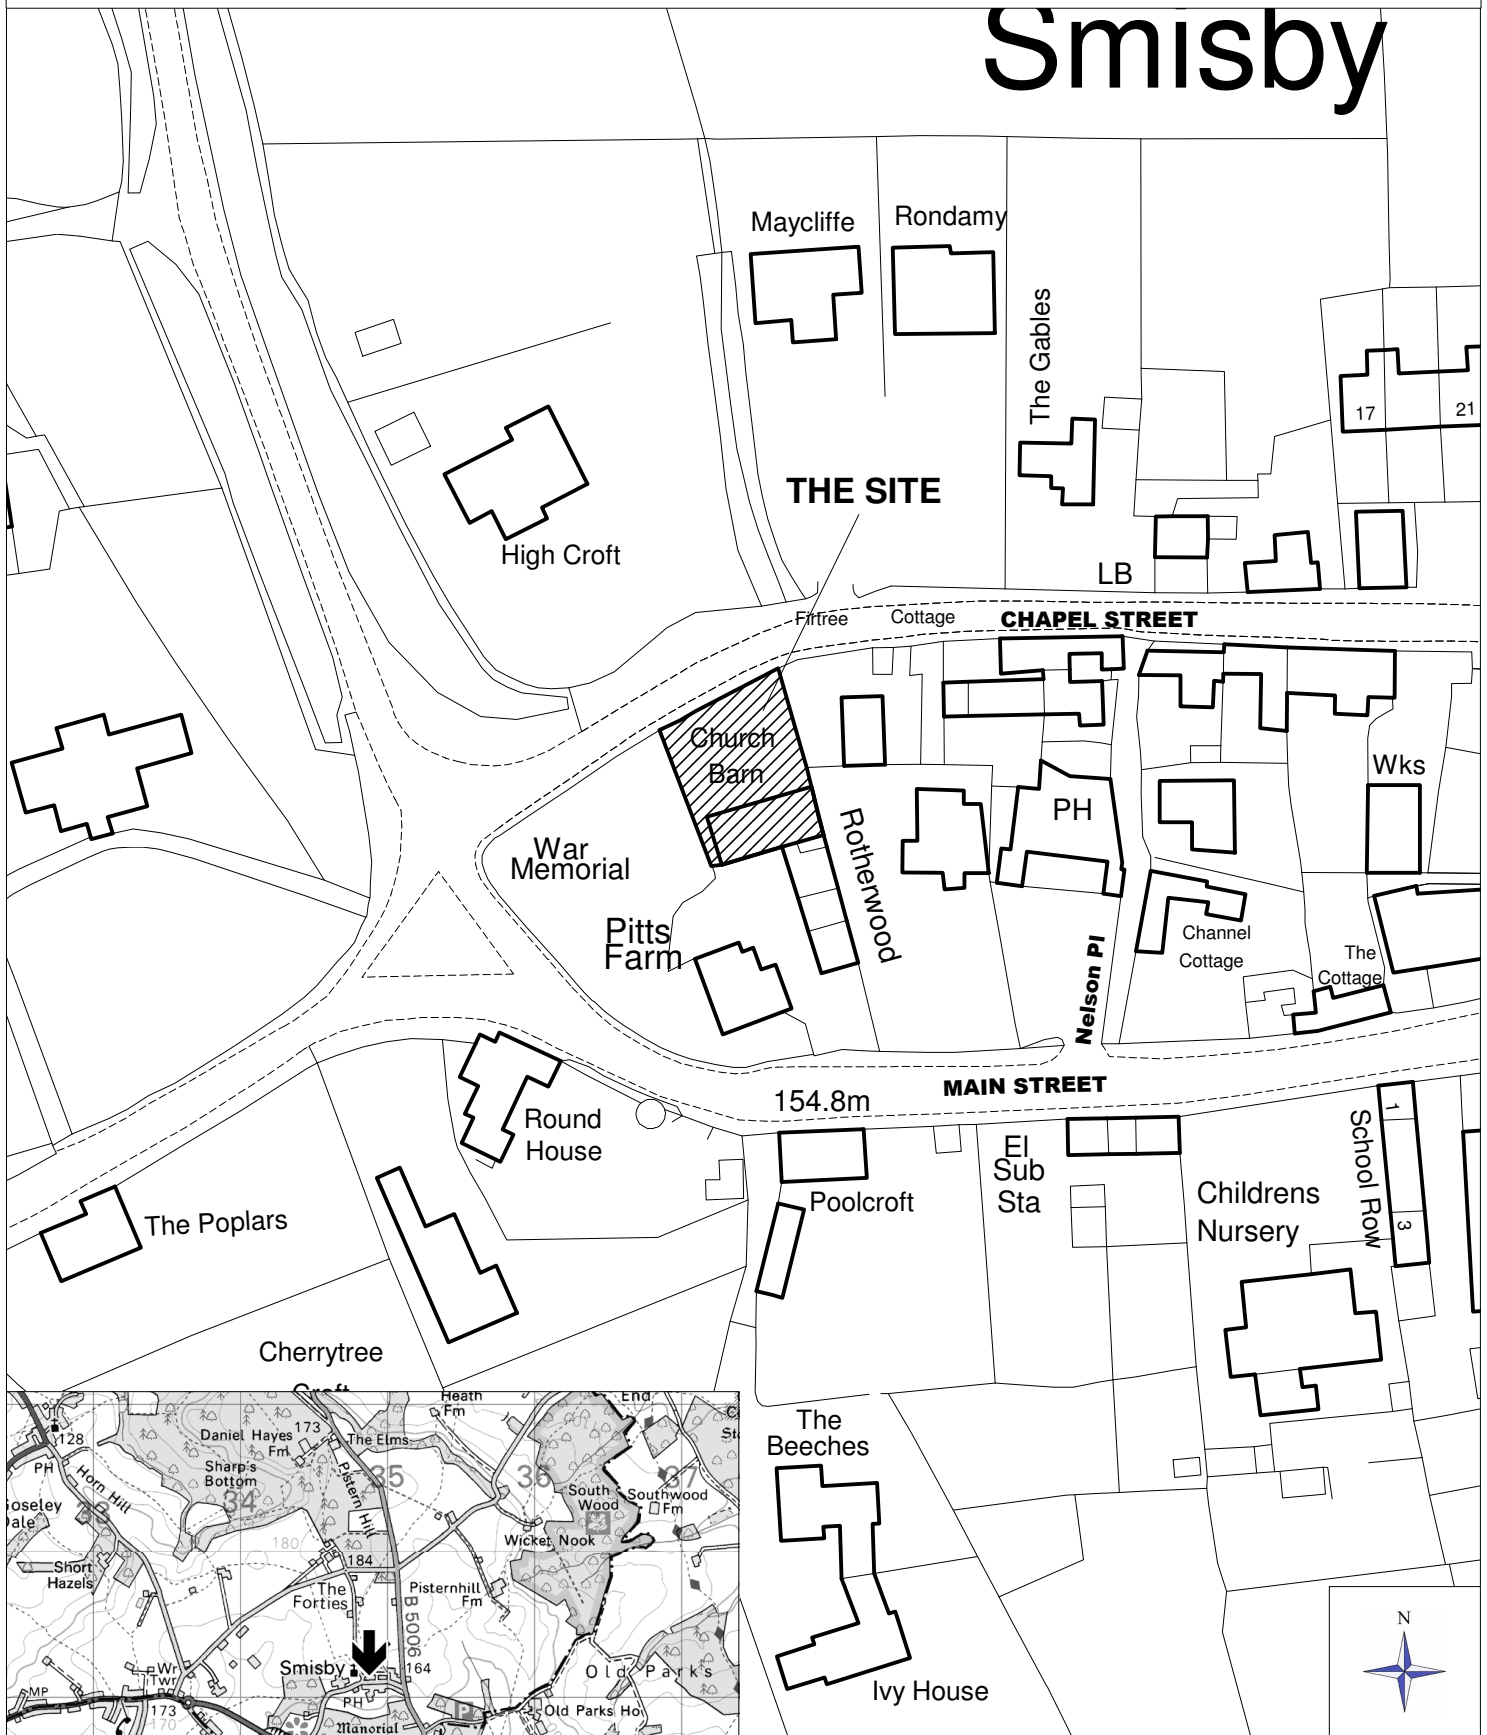 Smisby
Maycliffe
Rondamy
The Gables
17
21
THE SITE
High Croft
LB
Firtree
Cottage
CHAPEL STREET
Church
Barn
Wks
PH
War
Memorial
Rotherwood
Pitts
Farm
Channel
Cottage
The
Cottage
Nelson Pl
MAIN STREET
154.8m
Round
House
El
Sub
Sta
School Row
1
3
Poolcroft
Childrens
Nursery
The Poplars
Cherrytree
Croft
The
Beeches
Ivy House
N
Heath
Fm
End
128
PH
Horn Hill
Daniel Hayes
Fm
173
The Elms
Sharp's
Bottom
34
35
36
37
33
Pistern Hill
South
Wood
Southwood
Fm
Wicket Nook
Short
Hazels
180
184
The
Forties
Pisternhill
Fm
B 5006
Smisby
164
PH
Wr
Twr
MP
173
170
Manorial
P
Old Parks
Old Parks Ho